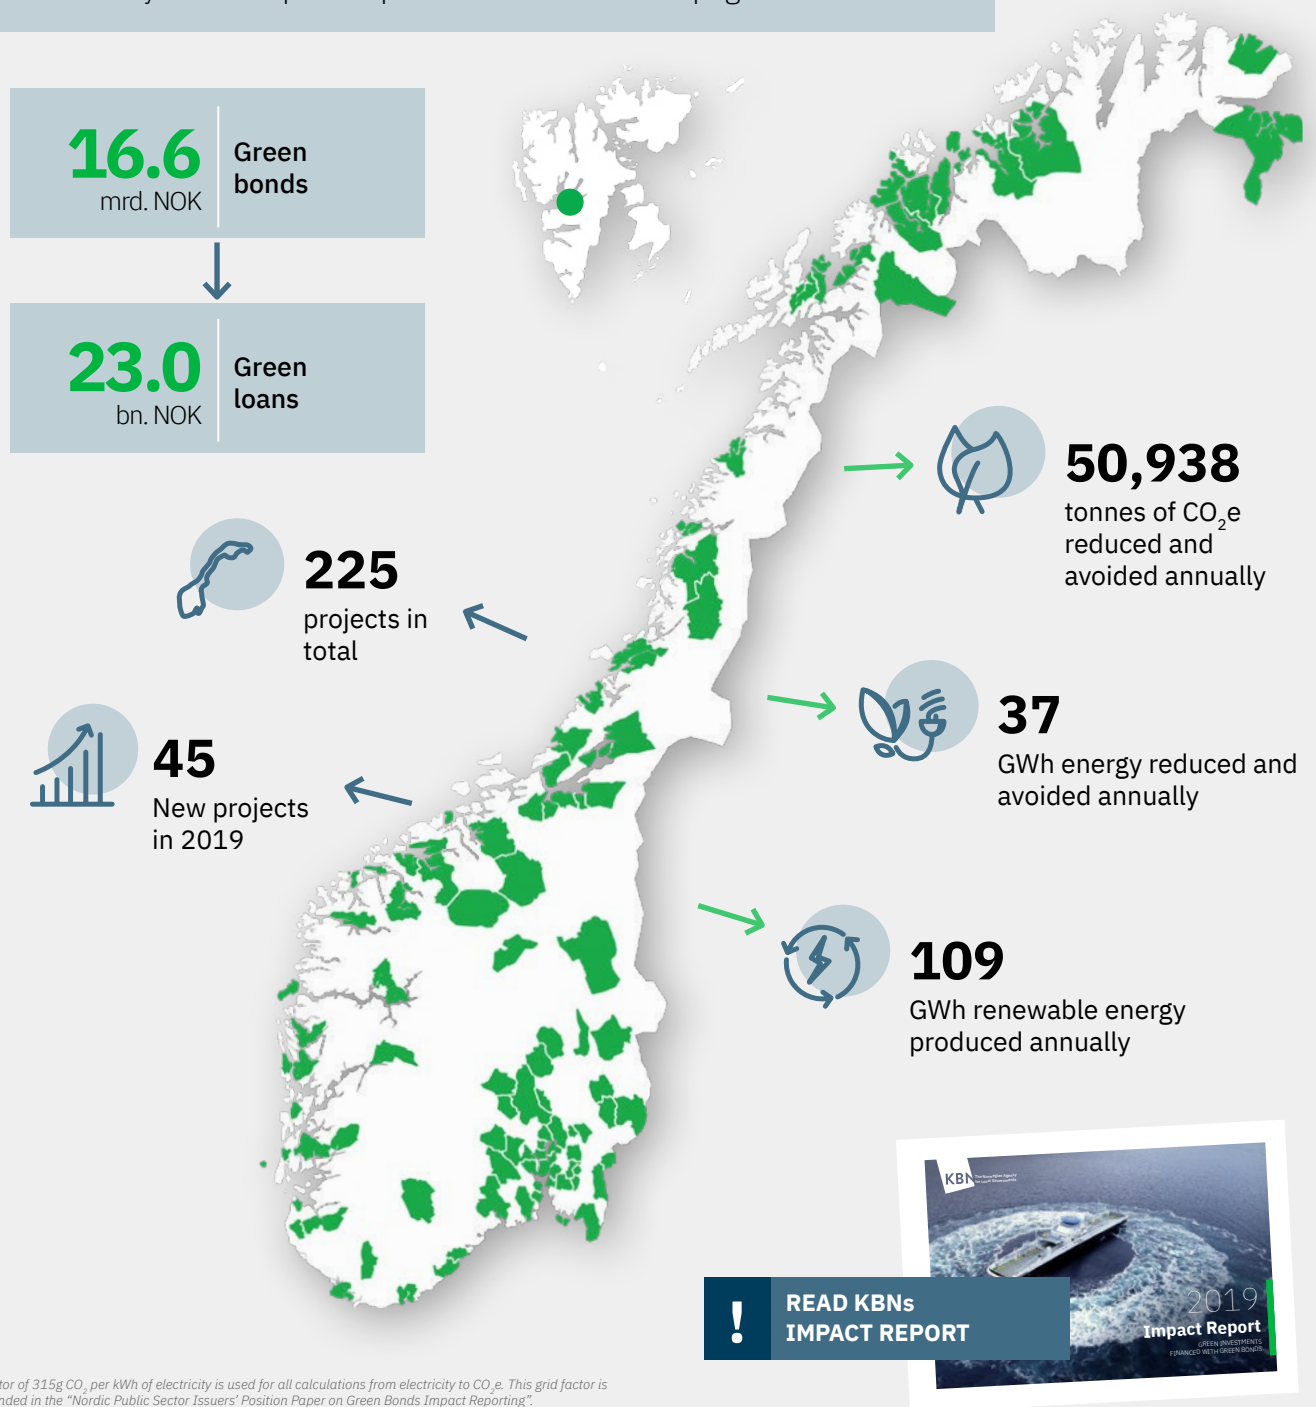 16.6
mrd. NOK
Green
bonds
23.0
bn. NOK
Green
loans
50,938
tonnes of CO₂e
reduced and
avoided annually
225
projects in
total
37
GWh energy reduced and
avoided annually
45
New projects
in 2019
109
GWh renewable energy
produced annually
KBN
READ KBNs
IMPACT REPORT
!
2019
Impact Report
GREEN INVESTMENTS
FINANCED WITH GREEN BONDS
tor of 315g CO₂ per kWh of electricity is used for all calculations from electricity to CO₂e. This grid factor is
nded in the “Nordic Public Sector Issuers’ Position Paper on Green Bonds Impact Reporting”.